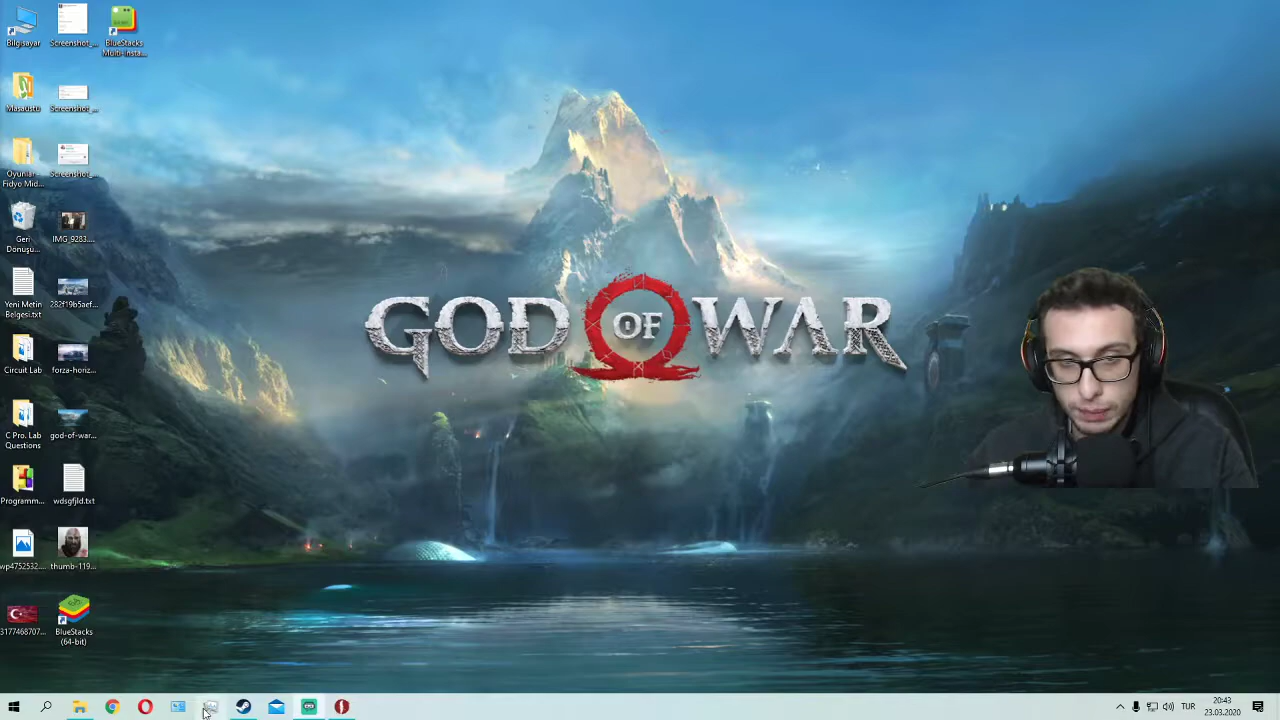 Bilgisayar
Screenshot_...
BlueStacks
Multi-Insta...
Masaüstü
Screenshot_...
Oyunlar -
Fidyo Mid...
Screenshot_...
Geri
Dönüşü...
IMG_9283....
Yeni Metin
Belgesi.txt
282f19b5aef...
Circuit Lab
forza-horiz...
C Pro. Lab
Questions
god-of-war...
Programm...
wdsgfjld.txt
wp4752532...
thumb-119...
3177466707...
BlueStacks
(64-bit)
GOD OF WAR
TUR
20:43
23.03.2020